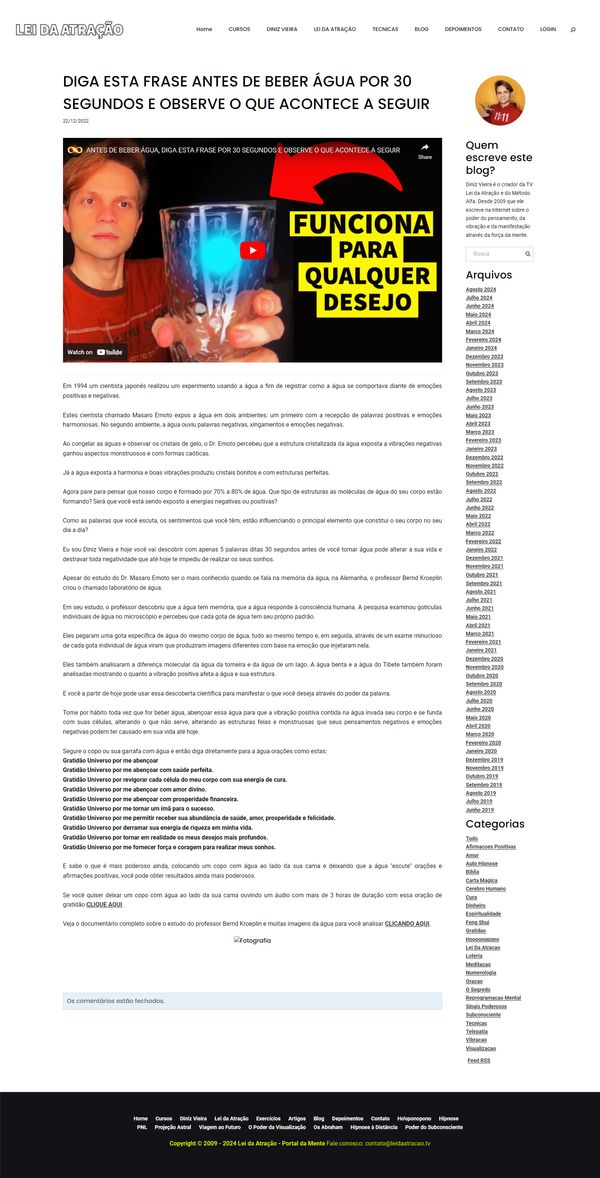 LEI DA ATRAÇÃO
Home CURSOS DINIZ VIEIRA LEI DA ATRAÇÃO TECNICAS BLOG DEPOIMENTOS CONTATO LOGIN
DIGA ESTA FRASE ANTES DE BEBER ÁGUA POR 30
SEGUNDOS E OBSERVE O QUE ACONTECE A SEGUIR
22/12/2022
ANTES DE BEBER ÁGUA, DIGA ESTA FRASE POR 30 SEGUNDOS E OBSERVE O QUE ACONTECE A SEGUIR
Share
FUNCIONA
PARA
QUALQUER
DESEJO
Watch on YouTube
Em 1994 um cientista japonês realizou um experimento usando a água a fim de registrar como a água se comportava diante de emoções
positivas e negativas.
Estes cientista chamado Masaro Emoto expos a água em dois ambientes: um primeiro com a recepção de palavras positivas e emoções
harmoniosas. No segundo ambiente, a água ouviu palavras negativas, xingamentos e emoções negativas.
Ao congelar as águas e observar os cristais de gelo, o Dr. Emoto percebeu que a estrutura cristalizada da água exposta a vibrações negativas
ganhou aspectos monstruosos e com formas caóticas.
Já a água exposta a harmonia e boas vibrações produziu cristais bonitos e com estruturas perfeitas.
Agora pare para pensar que nosso corpo é formado por 70% a 80% de água. Que tipo de estruturas as moléculas de água do seu corpo estão
formando? Será que você está sendo exposto a energias negativas ou positivas?
Como as palavras que você escuta, os sentimentos que você têm, estão influenciando o principal elemento que constitui o seu corpo no seu
dia a dia?
Eu sou Diniz Vieira e hoje você vai descobrir com apenas 5 palavras ditas 30 segundos antes de você tomar água pode alterar a sua vida e
destravar toda negatividade que até hoje te impediu de realizar os seus sonhos.
Apesar do estudo do Dr. Masaro Emoto ser o mais conhecido quando se fala na memória da água, na Alemanha, o professor Bernd Kroeplin
criou o chamado laboratório de água.
Em seu estudo, o professor descobriu que a água tem memória, que a água responde à consciência humana. A pesquisa examinou gotículas
individuais de água no microscópio e percebeu que cada gota de água tem seu próprio padrão.
Eles pegaram uma gota específica de água do mesmo corpo de água, tudo ao mesmo tempo e, em seguida, através de um exame minucioso
de cada gota individual de água viram que produziram imagens diferentes com base na emoção que injetaram nela.
Eles também analisaram a diferença molecular da água da torneira e da água de um lago. A água benta e a água do Tibete também foram
analisadas mostrando o quanto a vibração positiva afeta a água e sua estrutura.
E você a partir de hoje pode usar essa descoberta científica para manifestar o que você deseja através do poder da palavra.
Tome por hábito toda vez que for beber água, abençoar essa água para que a vibração positiva contida na água invada seu corpo e se funda
com suas células, alterando o que não serve, alterando as estruturas feias e monstruosas que seus pensamentos negativos e emoções
negativas podem ter causado em sua vida até hoje.
Segure o copo ou sua garrafa com água e então diga diretamente para a água orações como estas:
Gratidão Universo por me abençoar
Gratidão Universo por me abençoar com saúde perfeita.
Gratidão Universo por revigorar cada célula do meu corpo com sua energia de cura.
Gratidão Universo por me abençoar com amor divino.
Gratidão Universo por me abençoar com prosperidade financeira.
Gratidão Universo por me tornar um ímã para o sucesso.
Gratidão Universo por me permitir receber sua abundância de saúde, amor, prosperidade e felicidade.
Gratidão Universo por derramar sua energia de riqueza em minha vida.
Gratidão Universo por tornar em realidade os meus desejos mais profundos.
Gratidão Universo por me fornecer força e coragem para realizar meus sonhos.
E sabe o que é mais poderoso ainda, colocando um copo com água ao lado da sua cama e deixando que a água "escute" orações e
afirmações positivas, você pode obter resultados ainda mais poderosos.
Se você quiser deixar um copo com água ao lado da sua cama ouvindo um áudio com mais de 3 horas de duração com essa oração de
gratidão CLIQUE AQUI.
Veja o documentário completo sobre o estudo do professor Bernd Kroeplin e muitas imagens da água para você analisar CLICANDO AQUI.
Fotografia
Os comentários estão fechados.
11:11
Quem
escreve este
blog?
Diniz Vieira é o criador da TV
Lei da Atração e do Método
Alfa. Desde 2009 que ele
escreve na Internet sobre o
poder do pensamento, da
vibração e da manifestação
através da força da mente.
Busca
Arquivos
Agosto 2024
Julho 2024
Junho 2024
Maio 2024
Abril 2024
Março 2024
Fevereiro 2024
Janeiro 2024
Dezembro 2023
Novembro 2023
Outubro 2023
Setembro 2023
Agosto 2023
Julho 2023
Junho 2023
Maio 2023
Abril 2023
Março 2023
Fevereiro 2023
Janeiro 2023
Dezembro 2022
Novembro 2022
Outubro 2022
Setembro 2022
Agosto 2022
Julho 2022
Junho 2022
Maio 2022
Abril 2022
Março 2022
Fevereiro 2022
Janeiro 2022
Dezembro 2021
Novembro 2021
Outubro 2021
Setembro 2021
Agosto 2021
Julho 2021
Junho 2021
Maio 2021
Abril 2021
Março 2021
Fevereiro 2021
Janeiro 2021
Dezembro 2020
Novembro 2020
Outubro 2020
Setembro 2020
Agosto 2020
Julho 2020
Junho 2020
Maio 2020
Abril 2020
Março 2020
Fevereiro 2020
Janeiro 2020
Dezembro 2019
Novembro 2019
Outubro 2019
Setembro 2019
Agosto 2019
Julho 2019
Junho 2019
Categorias
Tudo
Afirmacoes Positivas
Amor
Auto Hipnose
Biblia
Carta Magica
Cerebro Humano
Cura
Dinheiro
Espiritualidade
Feng Shui
Gratidao
Hooponopono
Lei Da Atracao
Loteria
Meditacao
Numerologia
Oracao
O Segredo
Reprogramacao Mental
Sinais Poderosos
Subconsciente
Tecnicas
Telepatia
Vibracao
Visualizacao
Feed RSS
Home Cursos Diniz Vieira Lei da Atração Exercícios Artigos Blog Depoimentos Contato Ho'oponopono Hipnose
PNL Projeção Astral Viagem ao Futuro O Poder da Visualização Os Abraham Hipnose à Distância Poder do Subconsciente
Copyright © 2009 - 2024 Lei da Atração - Portal da Mente Fale conosco: contato@leidaatracao.tv